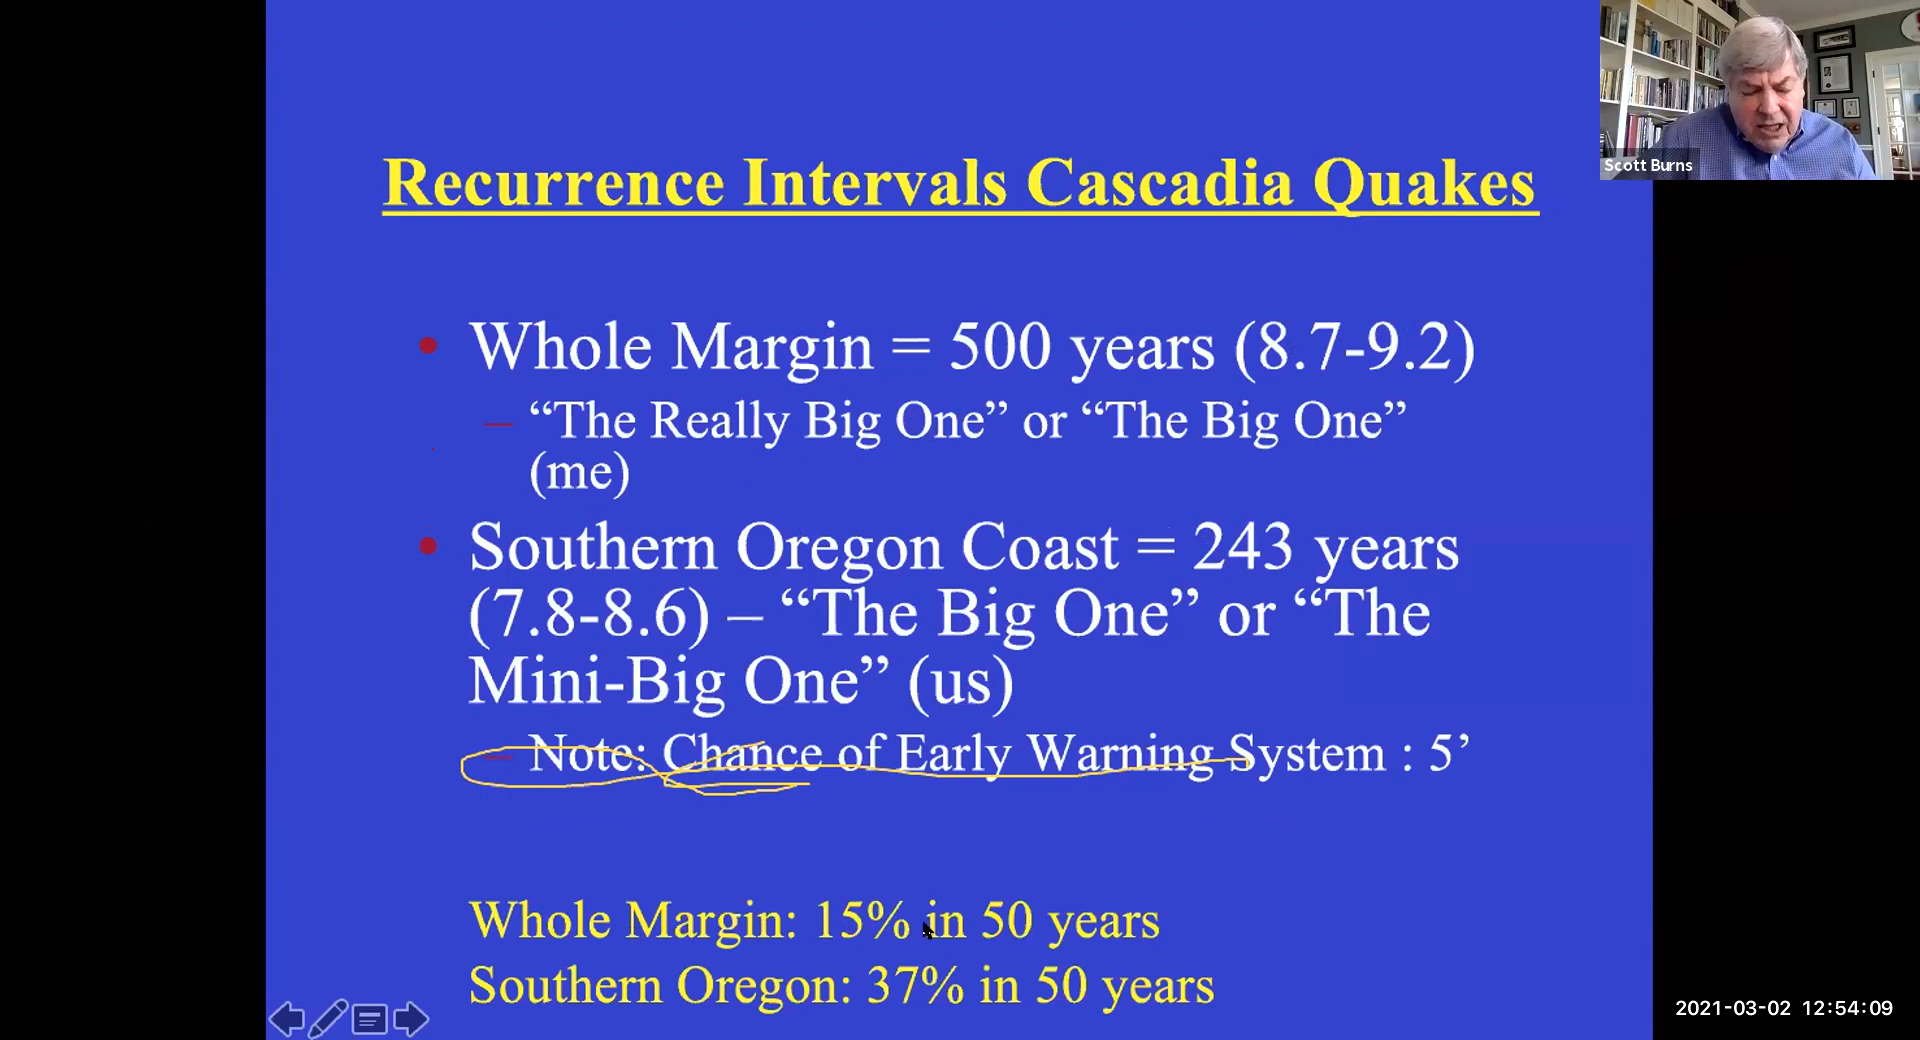 Scott Burns
Recurrence Intervals Cascadia Quakes
• Whole Margin = 500 years (8.7-9.2)
– “The Really Big One” or “The Big One”
(me)
• Southern Oregon Coast = 243 years
(7.8-8.6) – “The Big One” or “The
Mini-Big One” (us)
– Note: Chance of Early Warning System : 5’
Whole Margin: 15% in 50 years
Southern Oregon: 37% in 50 years
2021-03-02 12:54:09